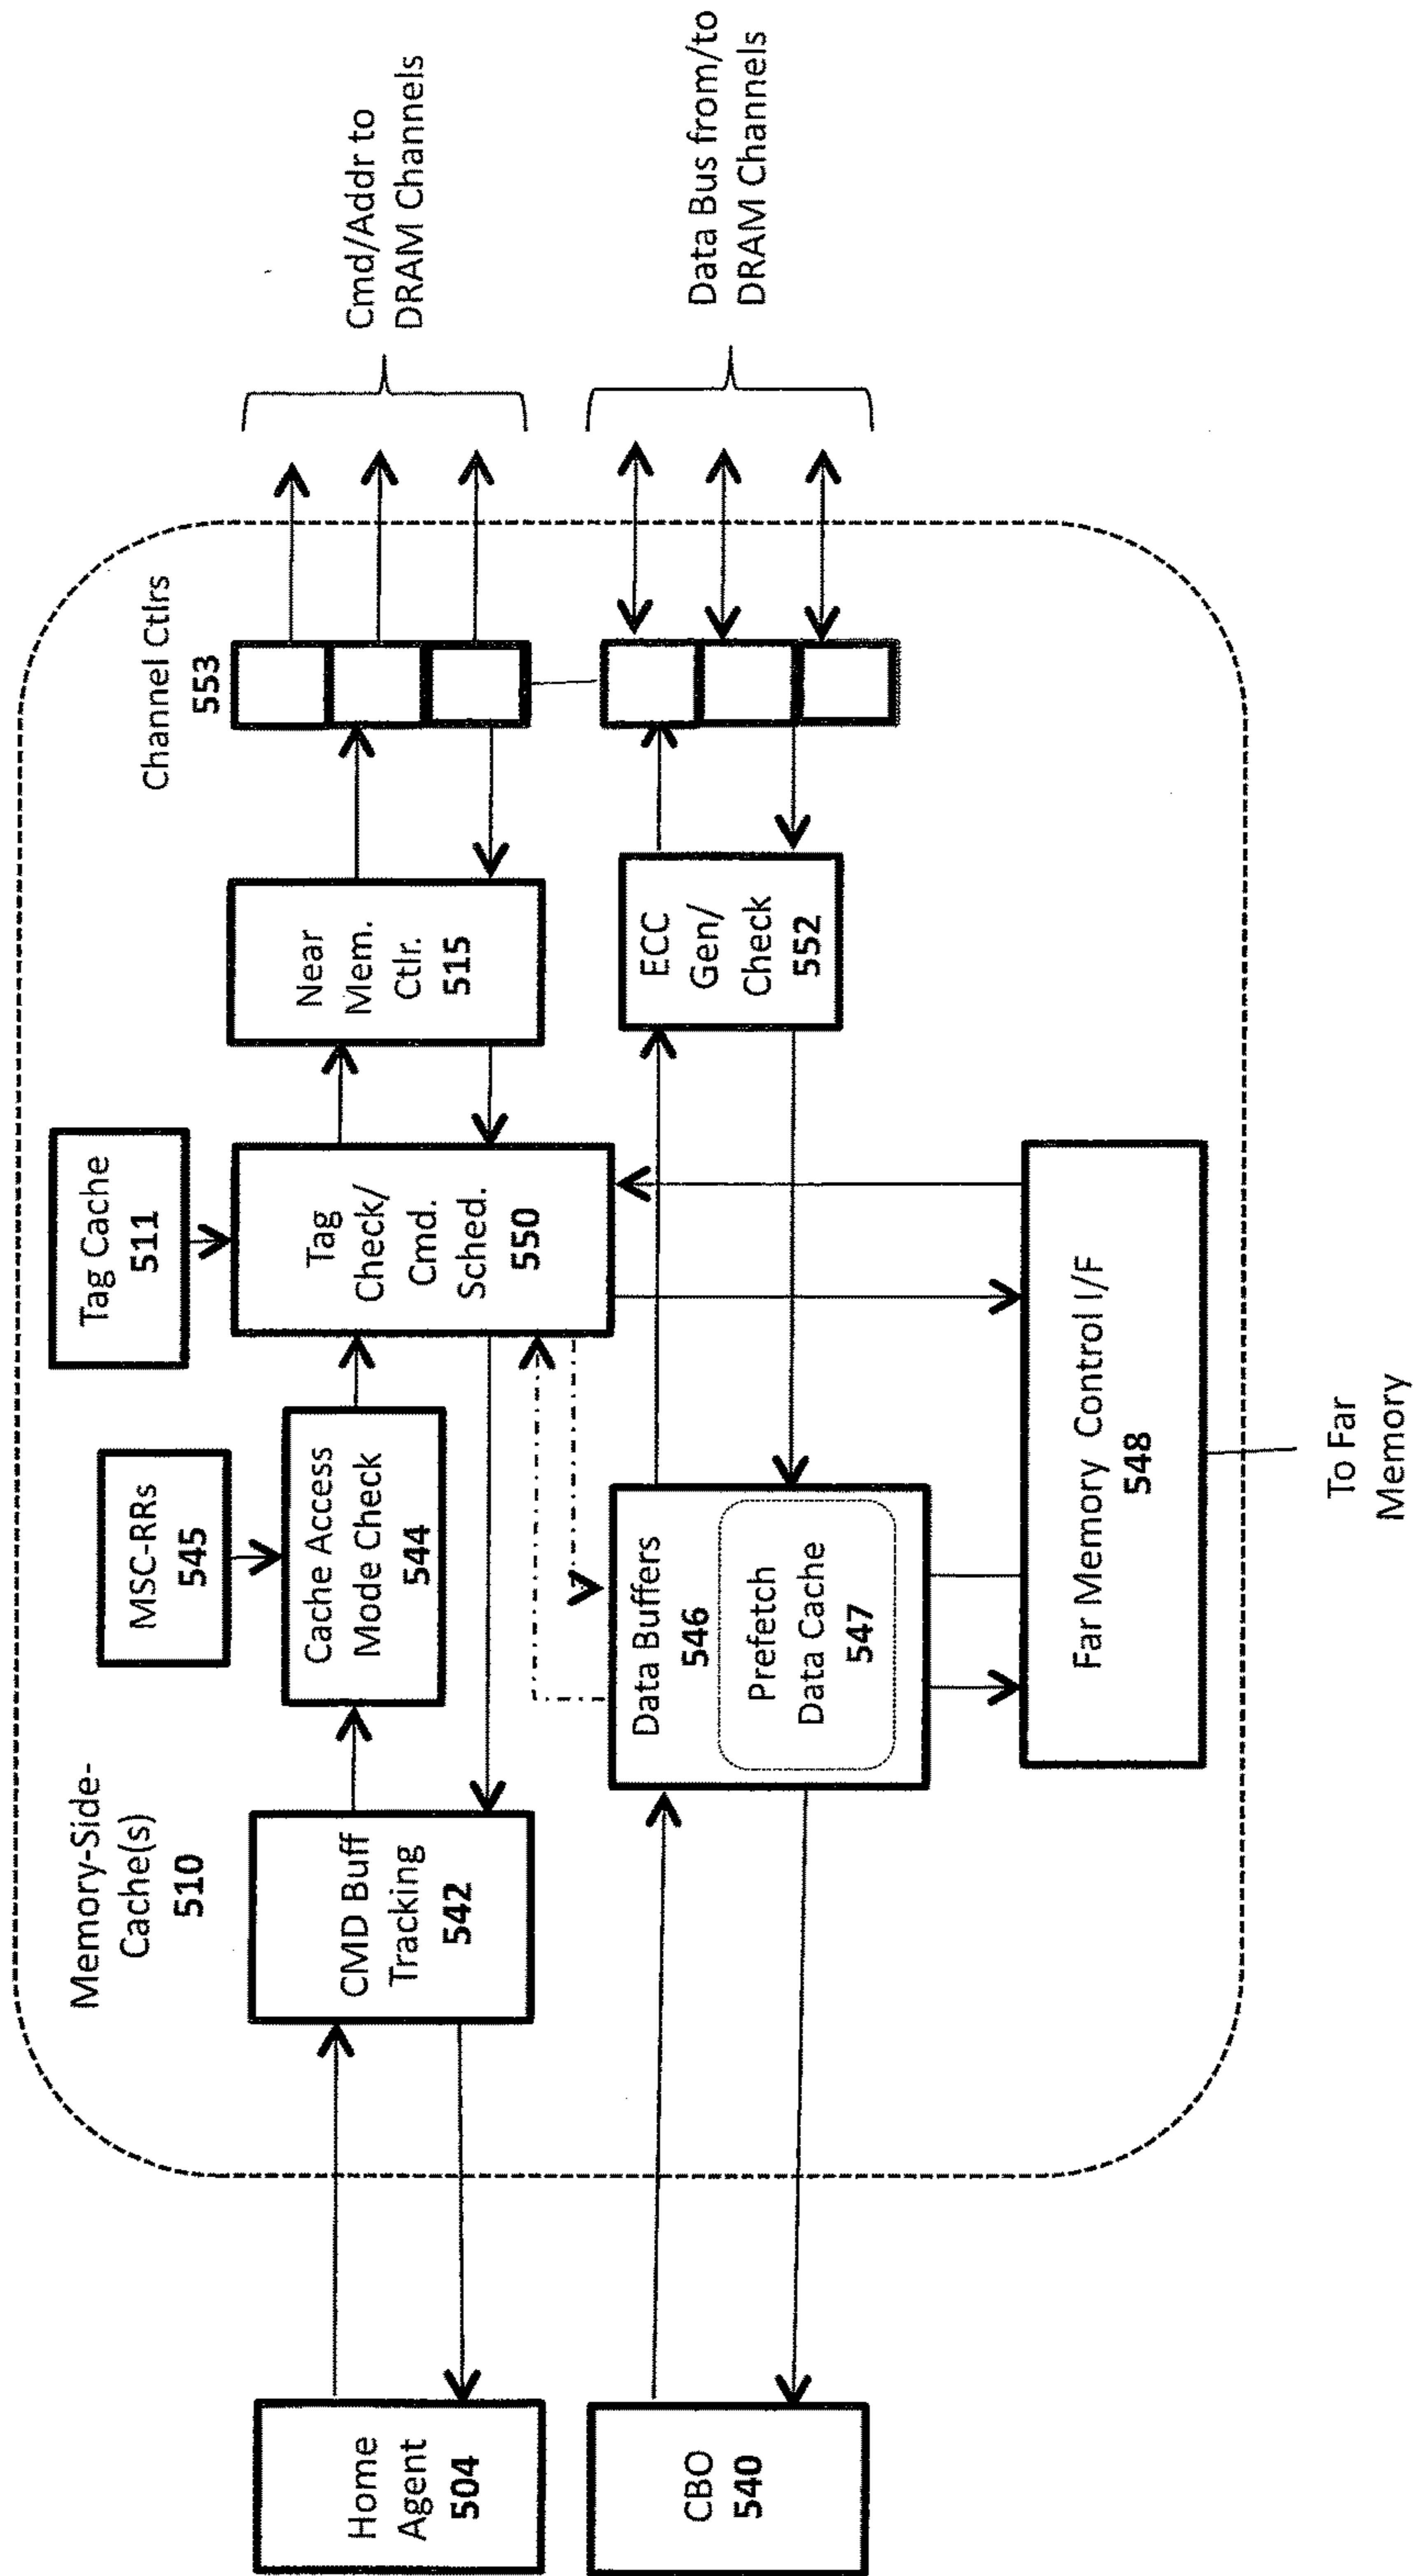 Memory-Side-
Cache(s)
510
MSC-RRs
545
Tag Cache
511
Channel Ctlrs
553
Home
Agent
504
CMD Buff
Tracking
542
Cache Access
Mode Check
544
Tag
Check/
Cmd.
Sched.
550
Near
Mem.
Ctlr.
515
Cmd/Addr to
DRAM Channels
CBO
540
Data Buffers
546
Prefetch
Data Cache
547
ECC
Gen/
Check
552
Data Bus from/to
DRAM Channels
Far Memory Control I/F
548
To Far
Memory